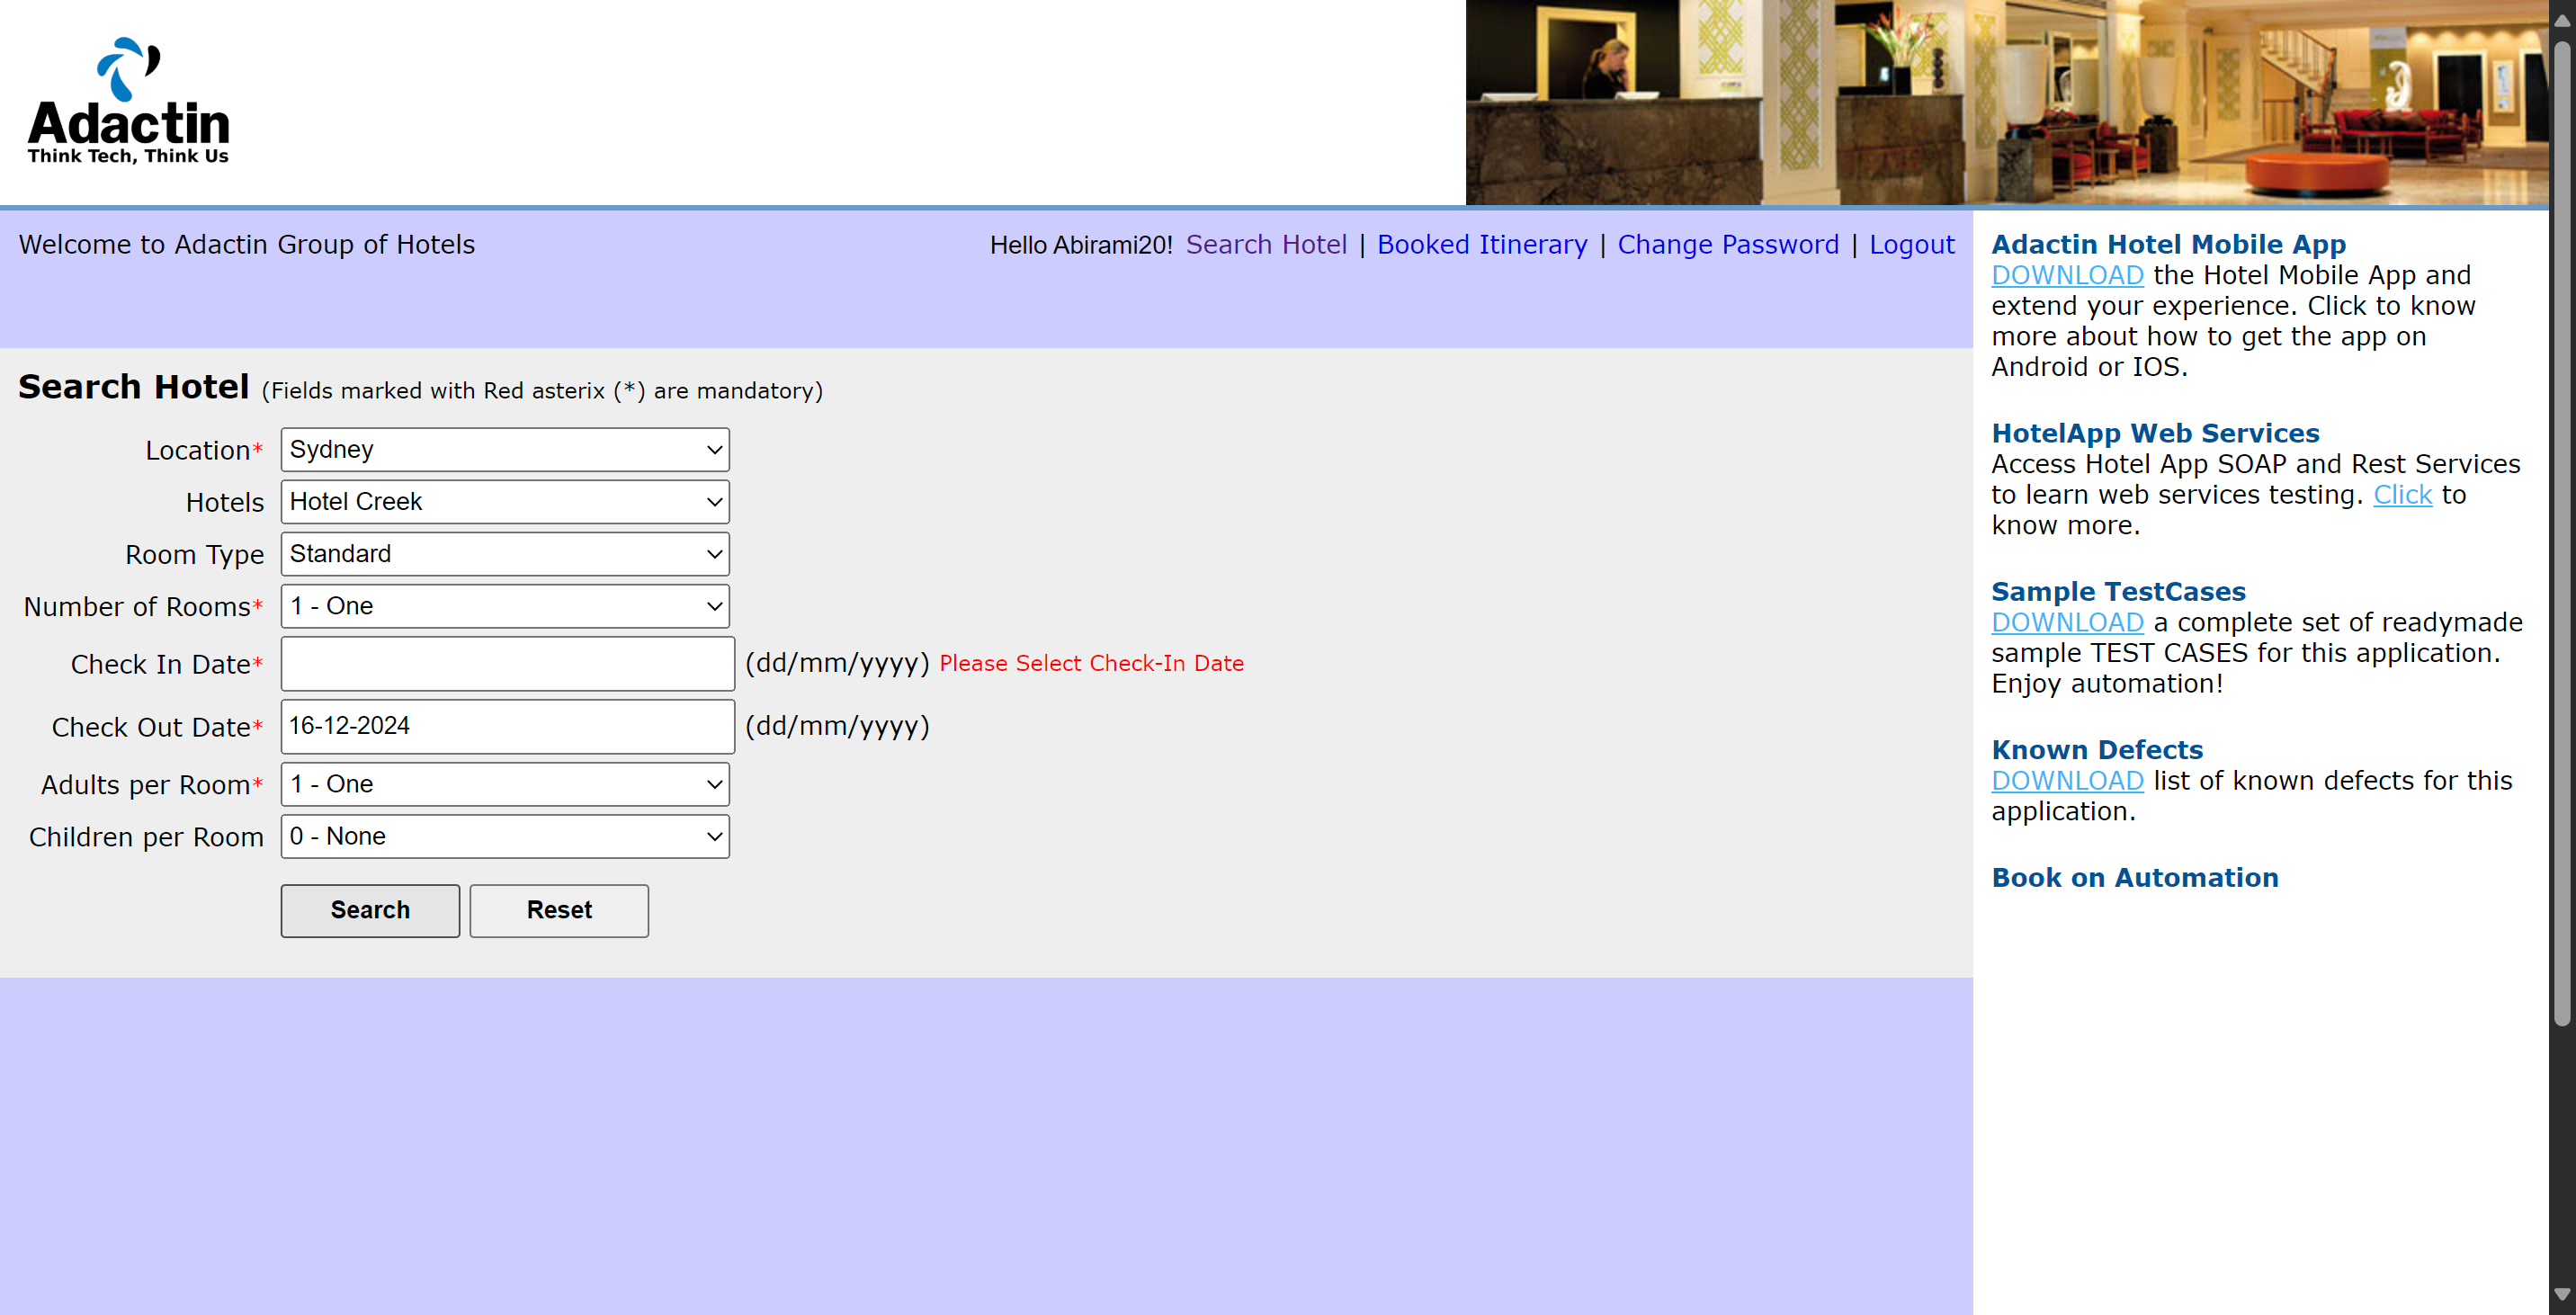 Adactin
Think Tech, Think Us
Welcome to Adactin Group of Hotels
Hello Abirami20! Search Hotel | Booked Itinerary | Change Password | Logout
Search Hotel (Fields marked with Red asterix (*) are mandatory)
Location* Sydney
Hotels Hotel Creek
Room Type Standard
Number of Rooms* 1 - One
Check In Date* (dd/mm/yyyy) Please Select Check-In Date
Check Out Date* 16-12-2024 (dd/mm/yyyy)
Adults per Room* 1 - One
Children per Room 0 - None
Search Reset
Adactin Hotel Mobile App
DOWNLOAD the Hotel Mobile App and
extend your experience. Click to know
more about how to get the app on
Android or IOS.
HotelApp Web Services
Access Hotel App SOAP and Rest Services
to learn web services testing. Click to
know more.
Sample TestCases
DOWNLOAD a complete set of readymade
sample TEST CASES for this application.
Enjoy automation!
Known Defects
DOWNLOAD list of known defects for this
application.
Book on Automation